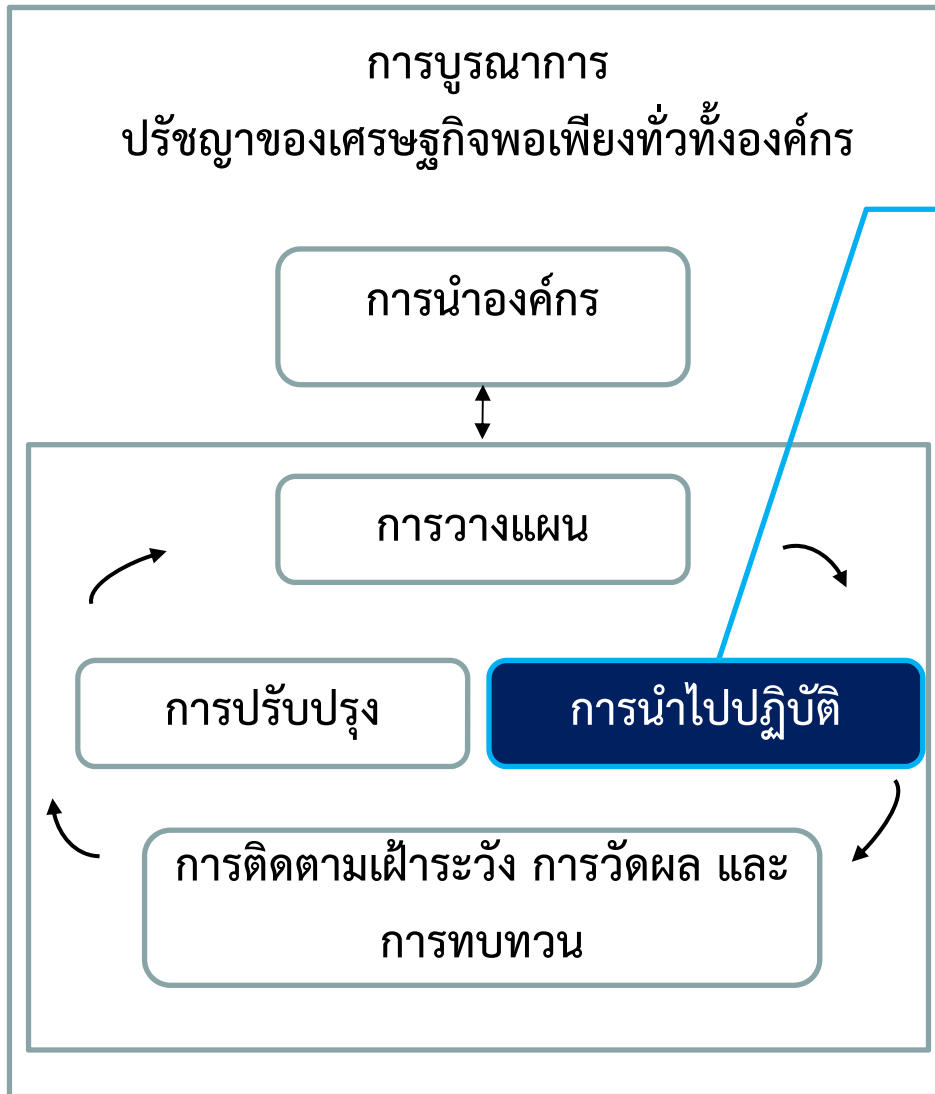 การบูรณาการ
ปรัชญาของเศรษฐกิจพอเพียงทั่วทั้งองค์กร
การนำองค์กร
การวางแผน
การปรับปรุง
การนำไปปฏิบัติ
การติดตามเฝ้าระวัง การวัดผล และ
การทบทวน